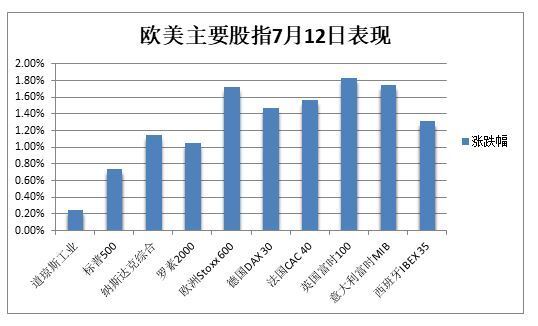 欧美主要股指7月12日表现
2.00%
1.80%
1.60%
1.40%
1.20%
1.00%
0.80%
0.60%
0.40%
0.20%
0.00%
道琼斯工业
标普500
纳斯达克综合
罗素2000
欧洲Stoxx 600
德国DAX 30
法国CAC 40
英国富时100
意大利富时MIB
西班牙IBEX 35
涨跌幅